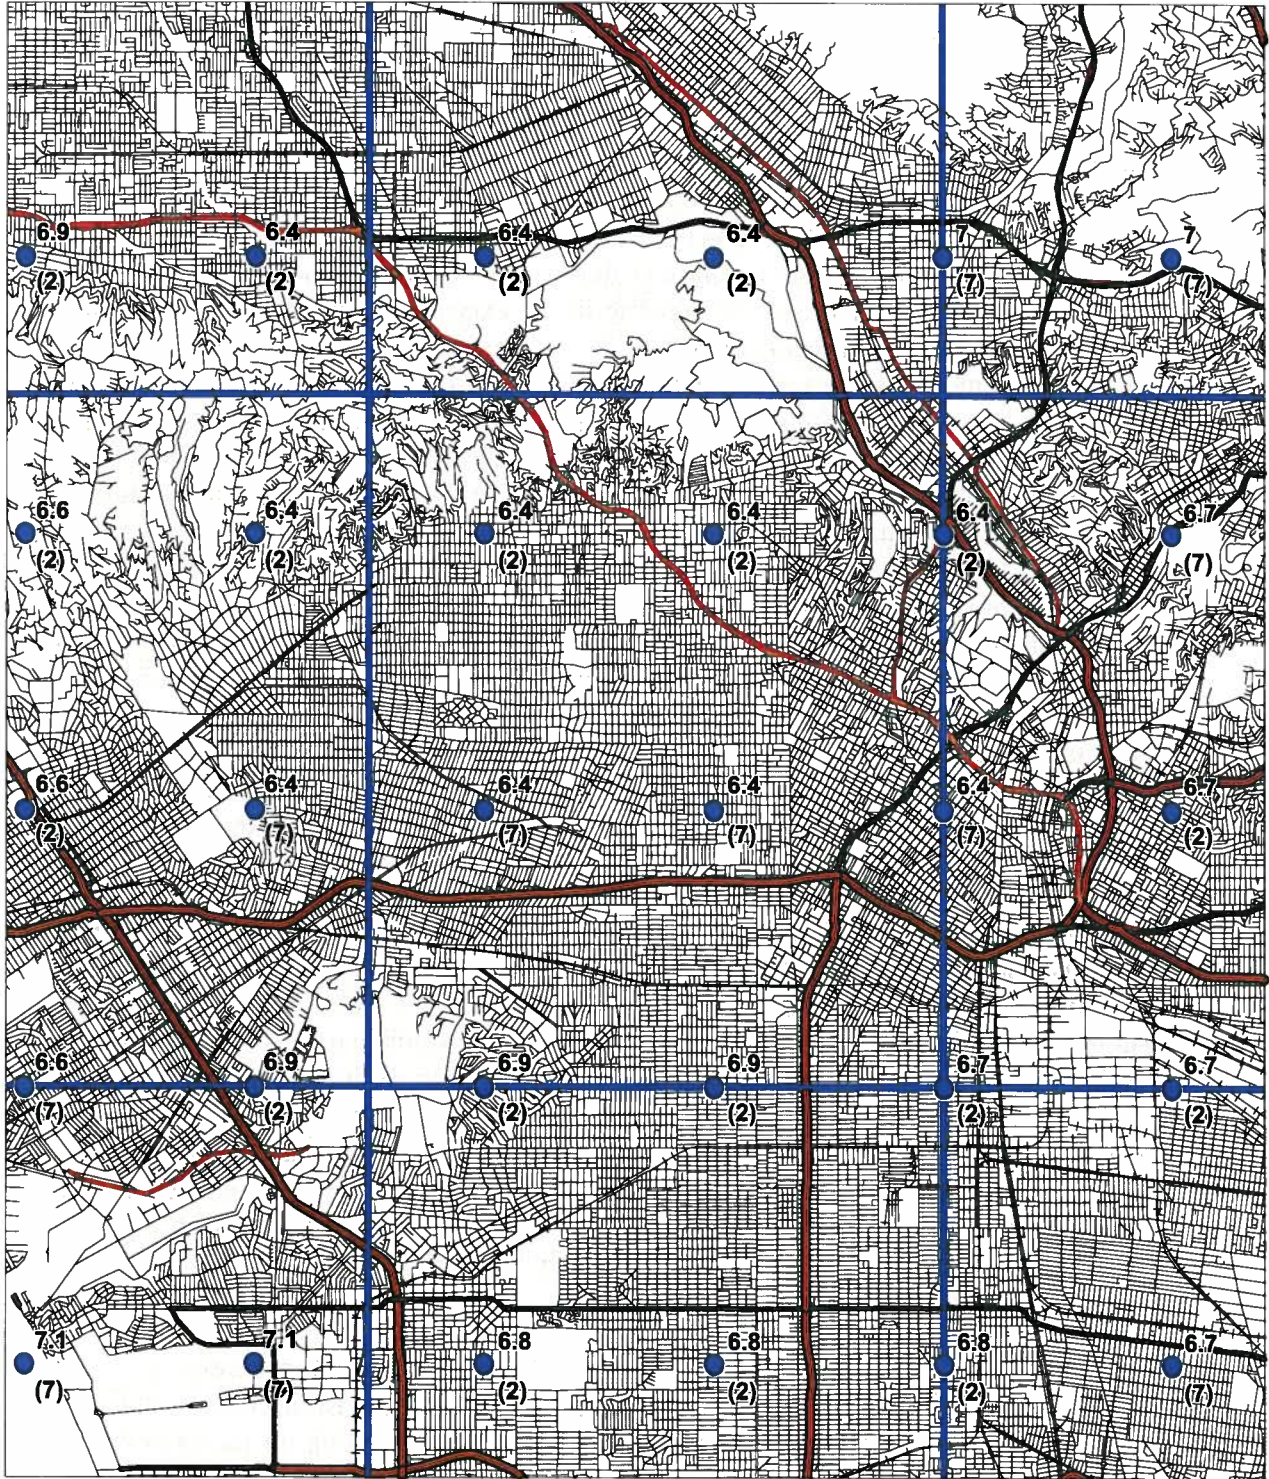 6.9 6.4 6.4 6.4 7 7
(2) (2) (2) (2) (7) (7)
6.6 6.4 6.4 6.4 6.4 6.7
(2) (2) (2) (2) (2) (7)
6.6 6.4 6.4 6.4 6.4 6.7
(2) (7) (7) (7) (7) (2)
6.6 6.9 6.9 6.9 6.7 6.7
(7) (2) (2) (2) (2) (2)
7.1 7.1 6.8 6.8 6.8 6.7
(7) (7) (2) (2) (2) (7)